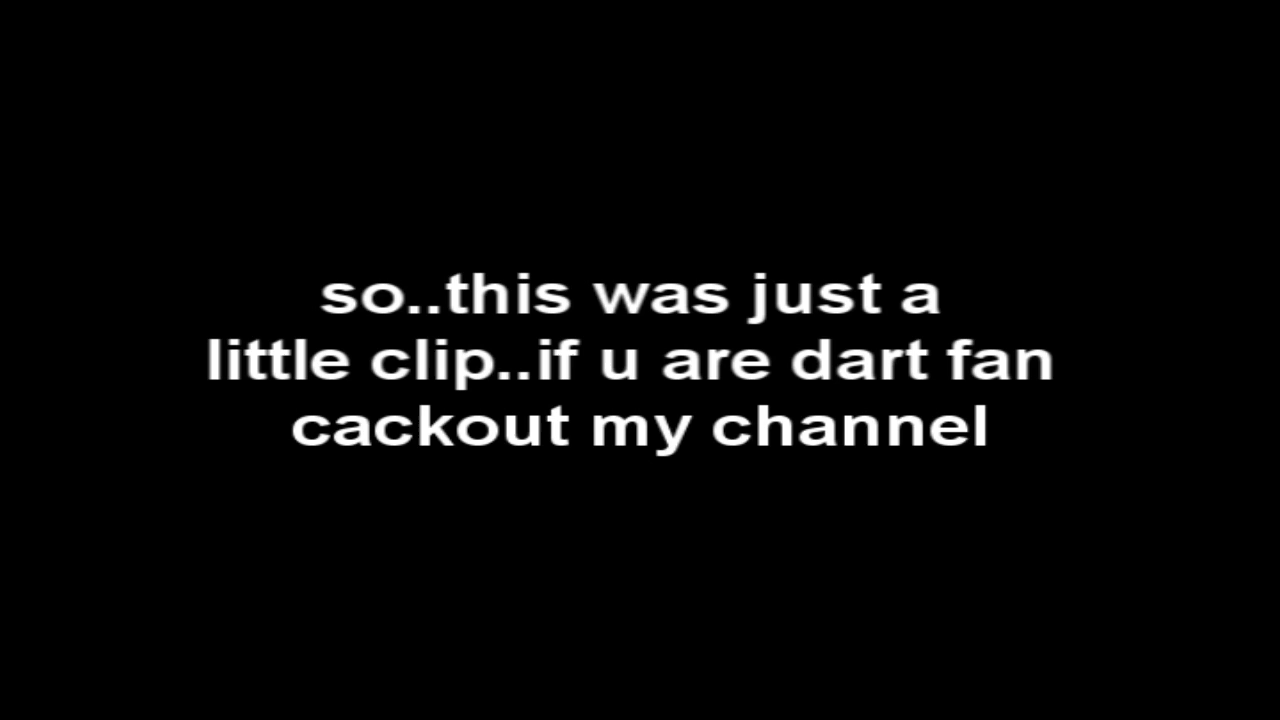 so..this was just a
little clip..if u are dart fan
cackout my channel